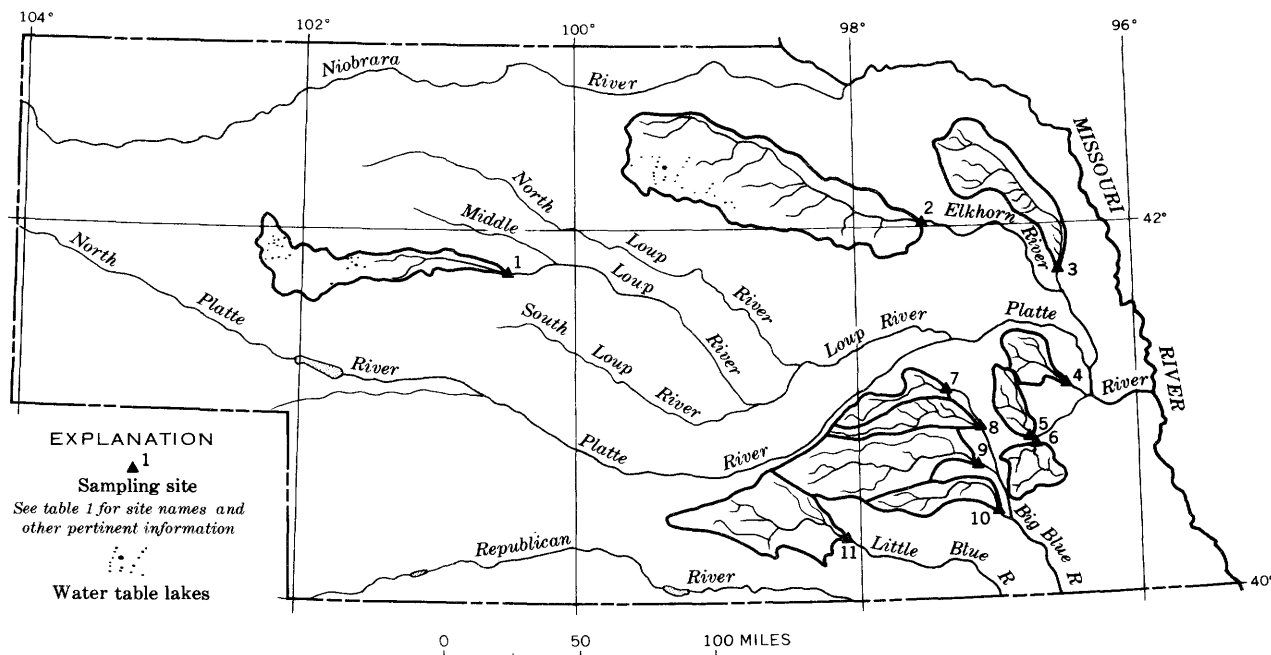 104°
102°
100°
98°
96°
Niobrara
River
MISSOURI
North
Middle
2
Elkhorn
River
42°
3
1
Loup
River
Loup
River
North
Platte
River
South
Loup
River
Loup River
Platte
River
RIVER
4
7
8
5
6
9
10
Platte
River
EXPLANATION
1
Sampling site
See table 1 for site names and
other pertinent information
Water table lakes
11
Little Blue R
Big Blue R
Republican
River
40°
0 50 100 MILES